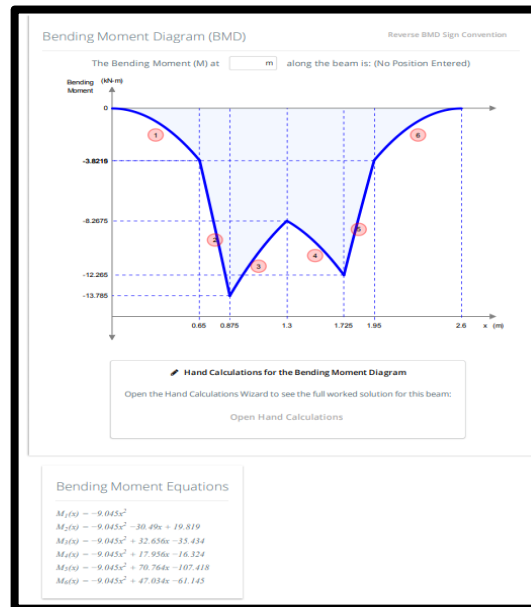 Bending Moment Diagram (BMD)
Reverse BMD Sign Convention
The Bending Moment (M) at m along the beam is: (No Position Entered)
Bending Moment (kN-m)
0
-8.2675
-12.265
-13.785
1
2
3
4
5
6
0.65 0.875 1.3 1.725 1.95 2.6 x (m)
Hand Calculations for the Bending Moment Diagram
Open the Hand Calculations Wizard to see the full worked solution for this beam:
Open Hand Calculations
Bending Moment Equations
M₁(x) = −9.045x²
M₂(x) = −9.045x² −30.49x + 19.819
M₃(x) = −9.045x² + 32.656x −35.434
M₄(x) = −9.045x² + 17.956x −16.324
M₅(x) = −9.045x² + 70.764x −107.418
M₆(x) = −9.045x² + 47.034x −61.145